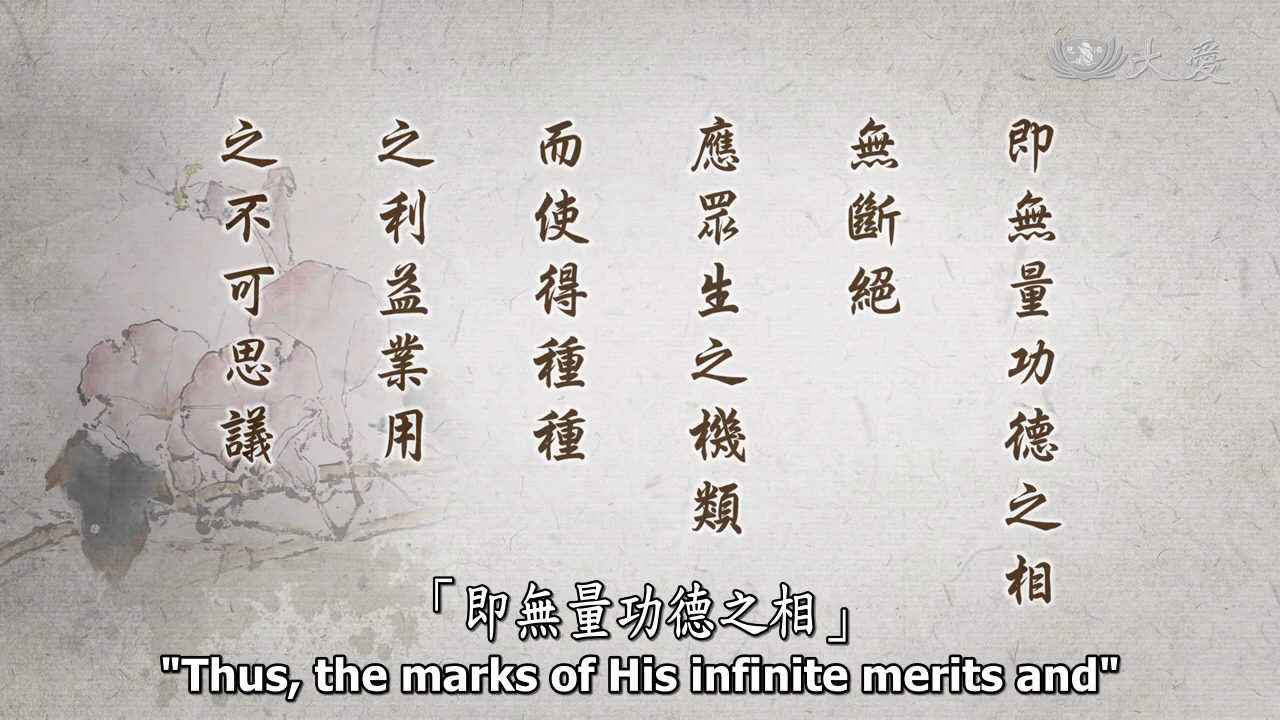 大愛
即無量功德之相
無斷絕
應眾生之機類
而使得種種
之利益業用
之不可思議
「即無量功德之相」
"Thus, the marks of His infinite merits and"